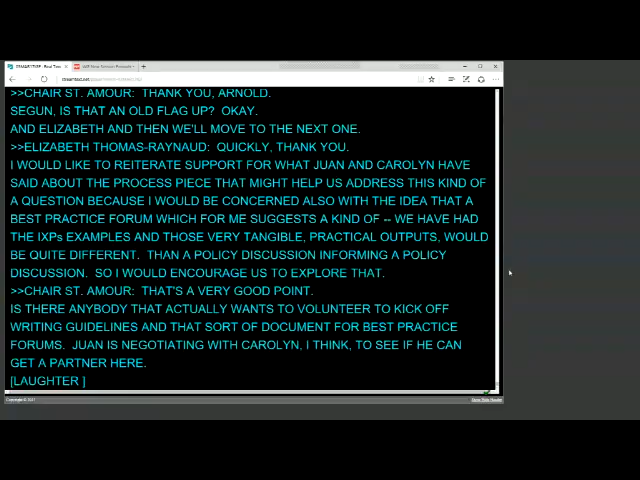 >>CHAIR ST. AMOUR:  THANK YOU, ARNOLD.
SEGUN, IS THAT AN OLD FLAG UP?  OKAY.
AND ELIZABETH AND THEN WE'LL MOVE TO THE NEXT ONE.
>>ELIZABETH THOMAS-RAYNAUD:  QUICKLY, THANK YOU.
I WOULD LIKE TO REITERATE SUPPORT FOR WHAT JUAN AND CAROLYN HAVE
SAID ABOUT THE PROCESS PIECE THAT MIGHT HELP US ADDRESS THIS KIND OF
A QUESTION BECAUSE I WOULD BE CONCERNED ALSO WITH THE IDEA THAT A
BEST PRACTICE FORUM WHICH FOR ME SUGGESTS A KIND OF -- WE HAVE HAD
THE IXPs EXAMPLES AND THOSE VERY TANGIBLE, PRACTICAL OUTPUTS, WOULD
BE QUITE DIFFERENT.  THAN A POLICY DISCUSSION INFORMING A POLICY
DISCUSSION.  SO I WOULD ENCOURAGE US TO EXPLORE THAT.
>>CHAIR ST. AMOUR:  THAT'S A VERY GOOD POINT.
IS THERE ANYBODY THAT ACTUALLY WANTS TO VOLUNTEER TO KICK OFF
WRITING GUIDELINES AND THAT SORT OF DOCUMENT FOR BEST PRACTICE
FORUMS.  JUAN IS NEGOTIATING WITH CAROLYN, I THINK, TO SEE IF HE CAN
GET A PARTNER HERE.
[LAUGHTER ]